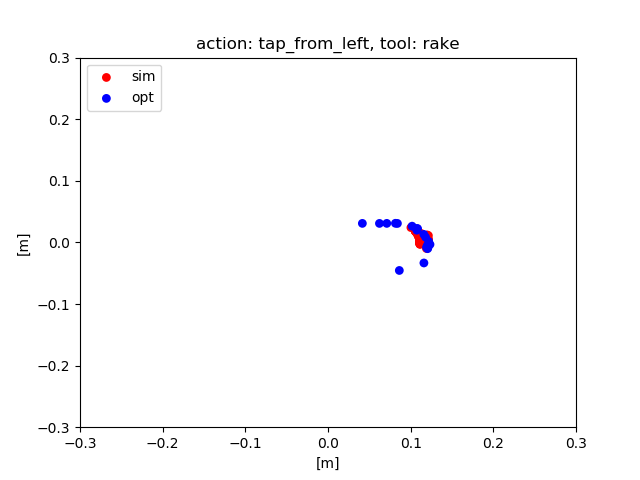 action: tap_from_left, tool: rake
sim
opt
0.3
0.2
0.1
0.0
−0.1
−0.2
−0.3
[m]
−0.3 −0.2 −0.1 0.0 0.1 0.2 0.3
[m]